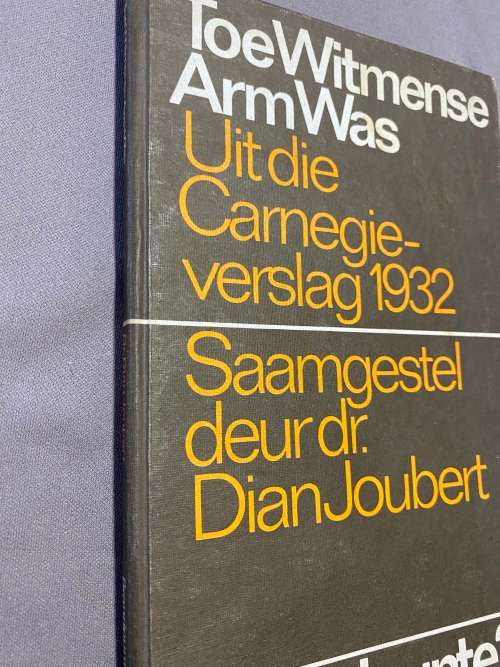 Toe Witmense
Arm Was
Uit die
Carnegie-
verslag 1932
Saamgestel
deur dr.
Dian Joubert